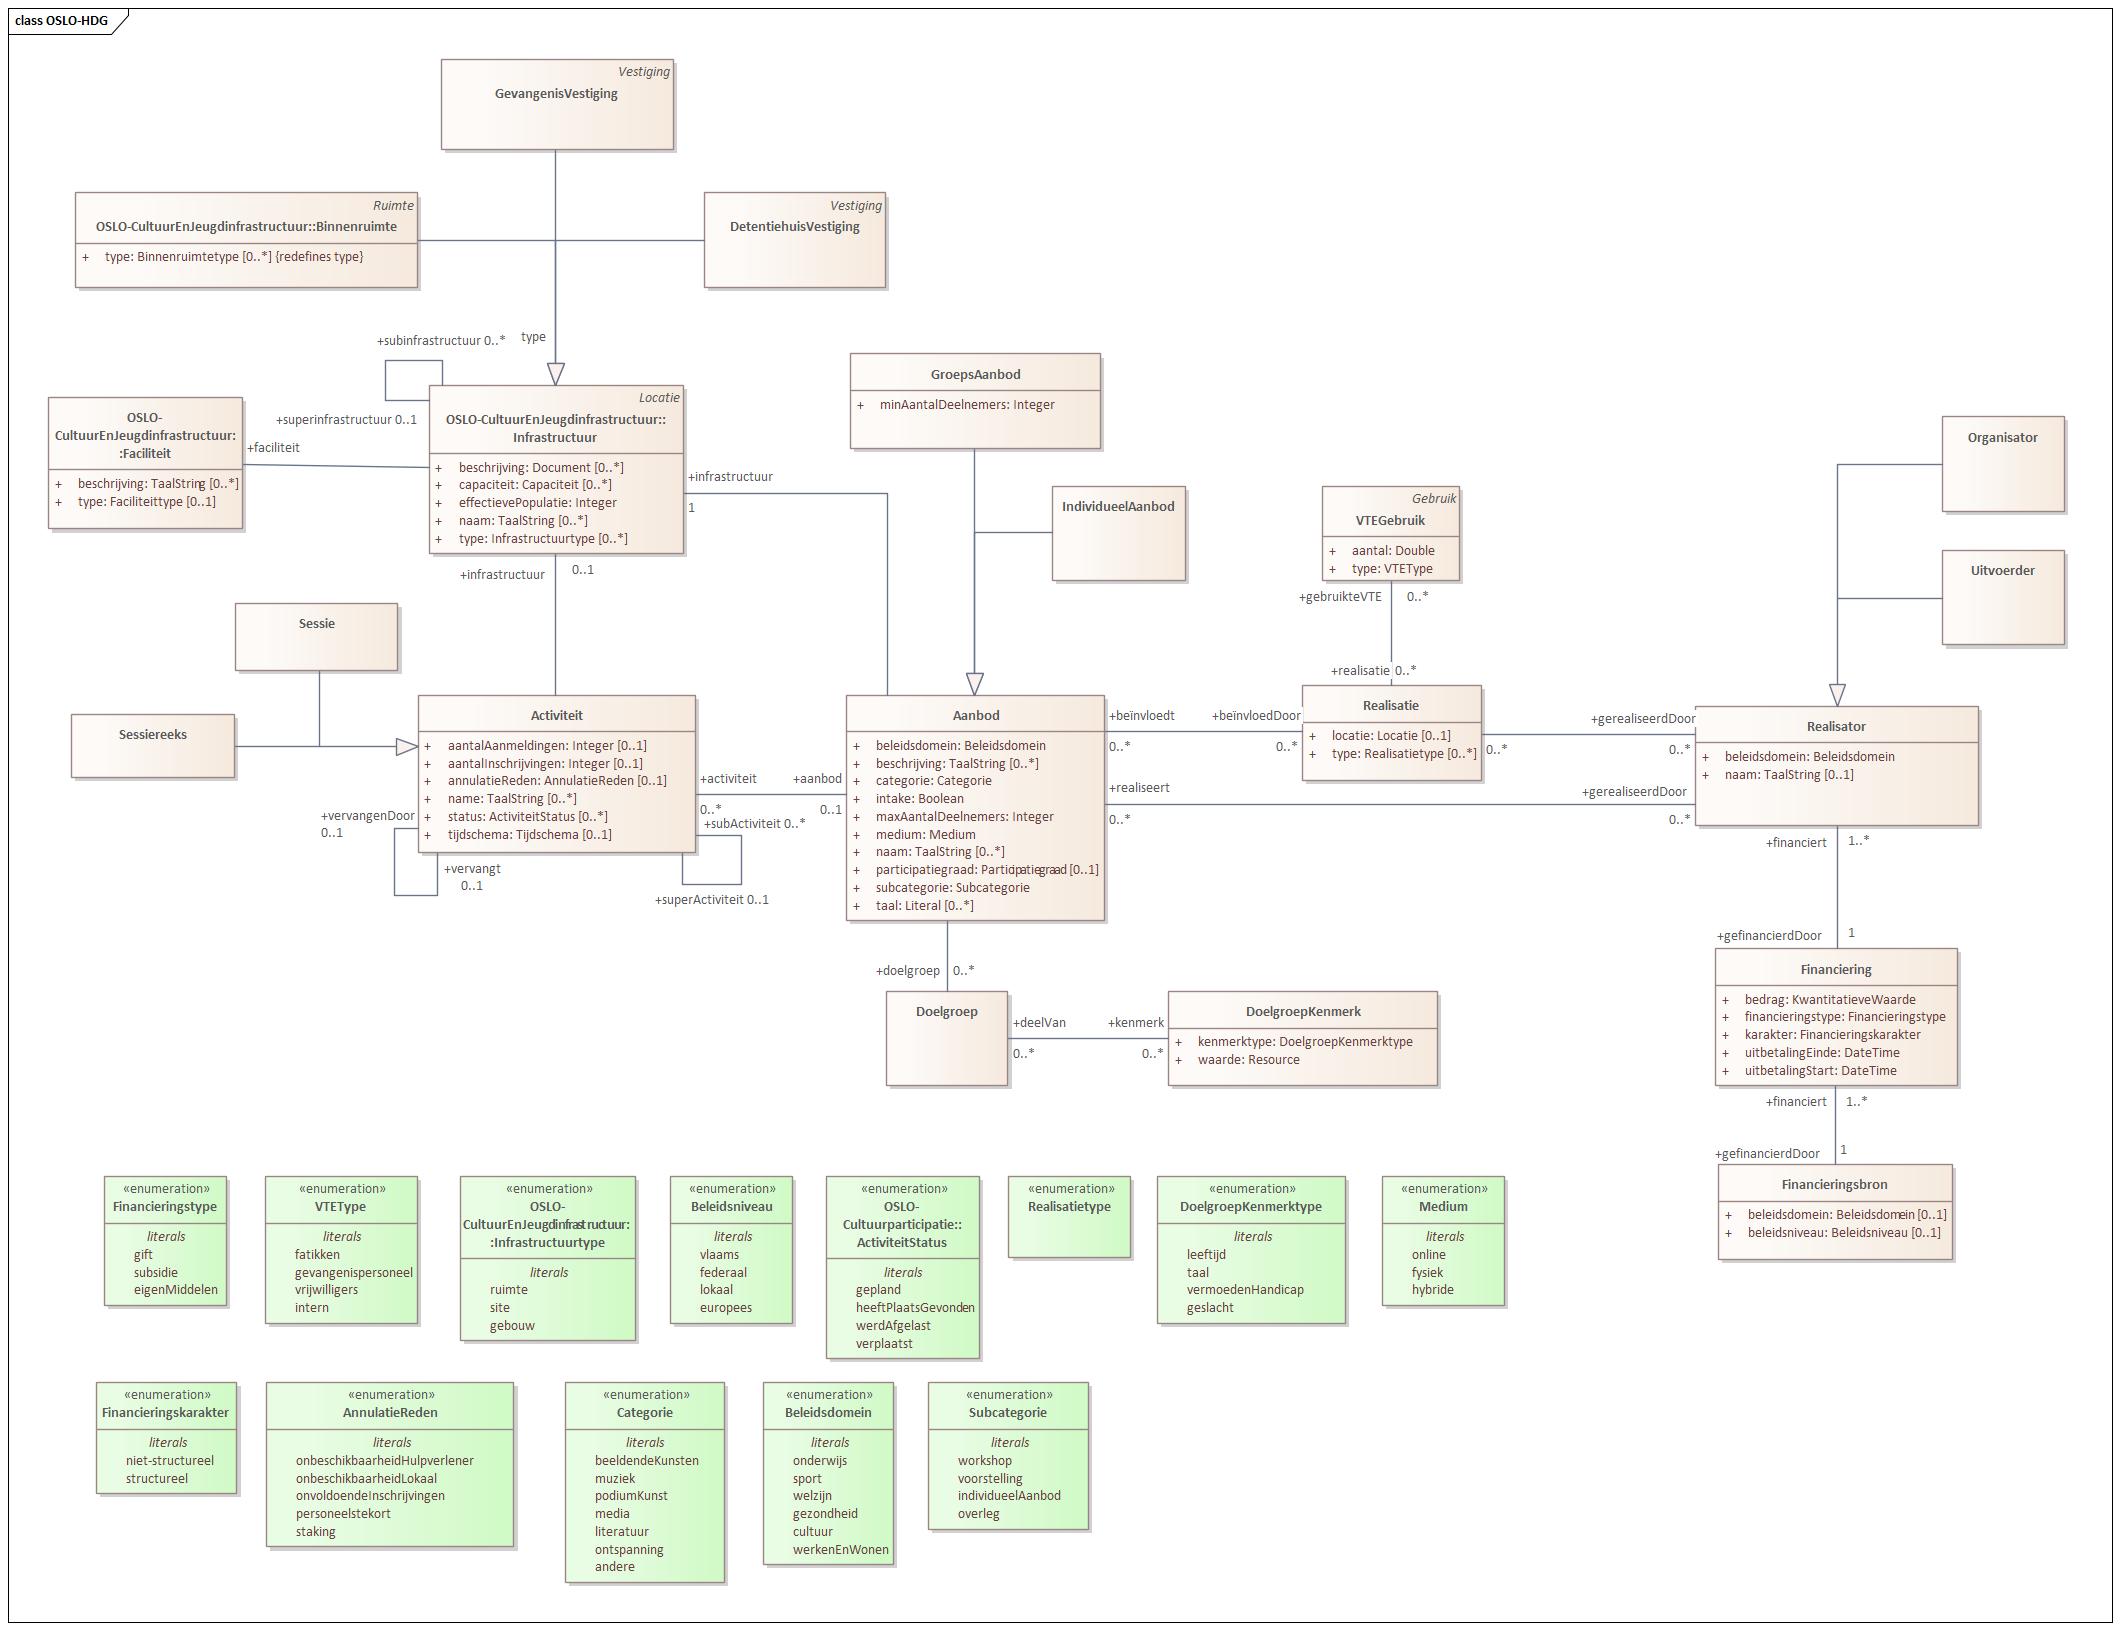 class OSLO-HDG
Vestiging
GevangenisVestiging
Ruimte
OSLO-CultuurEnJeugdinfrastructuur::Binnenruimte
+ type: Binnenruimtetype [0..*] {redefines type}
Vestiging
DetentiehuisVestiging
+subinfrastructuur 0..*
type
+superinfrastructuur 0..1
OSLO-
CultuurEnJeugdinfrastructuur:
:Faciliteit
+ beschrijving: TaalString [0..*]
+ type: Faciliteittype [0..1]
+faciliteit
Locatie
OSLO-CultuurEnJeugdinfrastructuur::
Infrastructuur
+ beschrijving: Document [0..*]
+ capaciteit: Capaciteit [0..*]
+ effectievePopulatie: Integer
+ naam: TaalString [0..*]
+ type: Infrastructuurtype [0..*]
+infrastructuur
1
+infrastructuur
0..1
GroepsAanbod
+ minAantalDeelnemers: Integer
IndividueelAanbod
Gebruik
VTEGebruik
+ aantal: Double
+ type: VTEType
+gebruikteVTE
0..*
+realisatie 0..*
Organisator
Uitvoerder
Sessie
Sessiereeks
Activiteit
+ aantalAanmeldingen: Integer [0..1]
+ aantalInschrijvingen: Integer [0..1]
+ annulatieReden: AnnulatieReden [0..1]
+ name: TaalString [0..*]
+ status: ActiviteitStatus [0..*]
+ tijdschema: Tijdschema [0..1]
+vervangenDoor
0..1
+vervangt
0..1
+activiteit
0..*
+aanbod
0..1
+subActiviteit 0..*
+superActiviteit 0..1
Aanbod
+ beleidsdomein: Beleidsdomein
+ beschrijving: TaalString [0..*]
+ categorie: Categorie
+ intake: Boolean
+ maxAantalDeelnemers: Integer
+ medium: Medium
+ naam: TaalString [0..*]
+ participatiegraad: Participatiegraad [0..1]
+ subcategorie: Subcategorie
+ taal: Literal [0..*]
+beïnvloedt
0..*
+beïnvloedDoor
0..*
Realisatie
+ locatie: Locatie [0..1]
+ type: Realisatietype [0..*]
0..*
+gerealiseerdDoor
0..*
+realiseert
0..*
+gerealiseerdDoor
0..*
Realisator
+ beleidsdomein: Beleidsdomein
+ naam: TaalString [0..1]
+financiert
1..*
+gefinancierdDoor
1
Financiering
+ bedrag: KwantitatieveWaarde
+ financieringstype: Financieringstype
+ karakter: Financieringskarakter
+ uitbetalingEinde: DateTime
+ uitbetalingStart: DateTime
+financiert
1..*
+gefinancierdDoor
1
Financieringsbron
+ beleidsdomein: Beleidsdomein [0..1]
+ beleidsniveau: Beleidsniveau [0..1]
+doelgroep
0..*
Doelgroep
+deelVan
0..*
+kenmerk
0..*
DoelgroepKenmerk
+ kenmerktype: DoelgroepKenmerktype
+ waarde: Resource
«enumeration»
Financieringstype
literals
gift
subsidie
eigenMiddelen
«enumeration»
VTEType
literals
fatikken
gevangenispersoneel
vrijwilligers
intern
«enumeration»
OSLO-
CultuurEnJeugdinfrastructuur:
:Infrastructuurtype
literals
ruimte
site
gebouw
«enumeration»
Beleidsniveau
literals
vlaams
federaal
lokaal
europees
«enumeration»
OSLO-
Cultuurparticipatie::
ActiviteitStatus
literals
gepland
heeftPlaatsGevonden
werdAfgelast
verplaatst
«enumeration»
Realisatietype
«enumeration»
DoelgroepKenmerktype
literals
leeftijd
taal
vermoedenHandicap
geslacht
«enumeration»
Medium
literals
online
fysiek
hybride
«enumeration»
Financieringskarakter
literals
niet-structureel
structureel
«enumeration»
AnnulatieReden
literals
onbeschikbaarheidHulpverlener
onbeschikbaarheidLokaal
onvoldoendeInschrijvingen
personeelstekort
staking
«enumeration»
Categorie
literals
beeldendeKunsten
muziek
podiumKunst
media
literatuur
ontspanning
andere
«enumeration»
Beleidsdomein
literals
onderwijs
sport
welzijn
gezondheid
cultuur
werkenEnWonen
«enumeration»
Subcategorie
literals
workshop
voorstelling
individueelAanbod
overleg